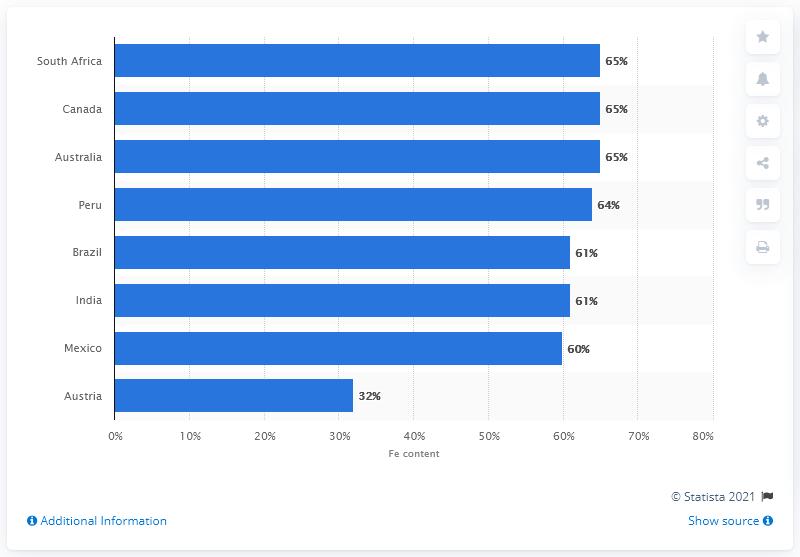 South Africa 65%
Canada 65%
Australia 65%
Peru 64%
Brazil 61%
India 61%
Mexico 60%
Austria 32%
0% 10% 20% 30% 40% 50% 60% 70% 80%
Fe content
© Statista 2021
Additional Information Show source